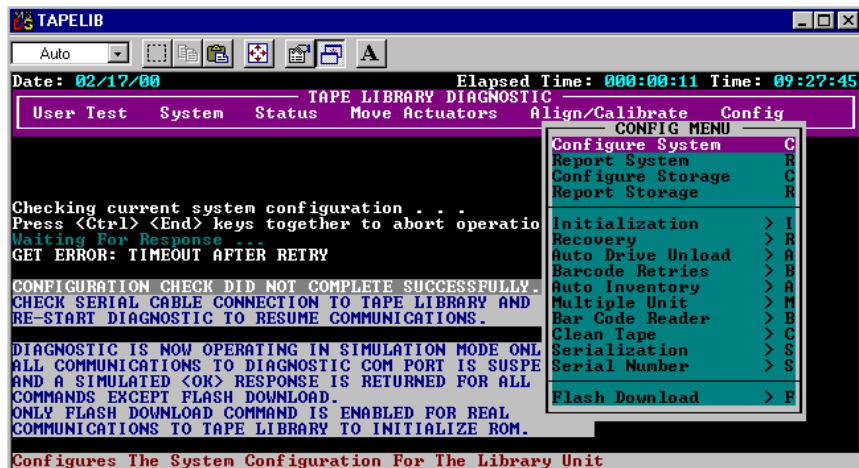 TAPELIB
Auto
A
Date: 02/17/00 Elapsed Time: 000:00:11 Time: 09:27:45
TAPE LIBRARY DIAGNOSTIC
User Test System Status Move Actuators Align/Calibrate Config
CONFIG MENU
Configure System C
Report System R
Configure Storage C
Report Storage R
Initialization > I
Recovery > R
Auto Drive Unload > A
Barcode Retries > B
Auto Inventory > A
Multiple Unit > M
Bar Code Reader > B
Clean Tape > C
Serialization > S
Serial Number > S
Flash Download > F
Checking current system configuration . . .
Press <Ctrl> <End> keys together to abort operatio
Waiting For Response ...
GET ERROR: TIMEOUT AFTER RETRY
CONFIGURATION CHECK DID NOT COMPLETE SUCCESSFULLY.
CHECK SERIAL CABLE CONNECTION TO TAPE LIBRARY AND
RE-START DIAGNOSTIC TO RESUME COMMUNICATIONS.
DIAGNOSTIC IS NOW OPERATING IN SIMULATION MODE ONL
ALL COMMUNICATIONS TO DIAGNOSTIC COM PORT IS SUSPE
AND A SIMULATED <OK> RESPONSE IS RETURNED FOR ALL
COMMANDS EXCEPT FLASH DOWNLOAD.
ONLY FLASH DOWNLOAD COMMAND IS ENABLED FOR REAL
COMMUNICATIONS TO TAPE LIBRARY TO INITIALIZE ROM.
Configures The System Configuration For The Library Unit